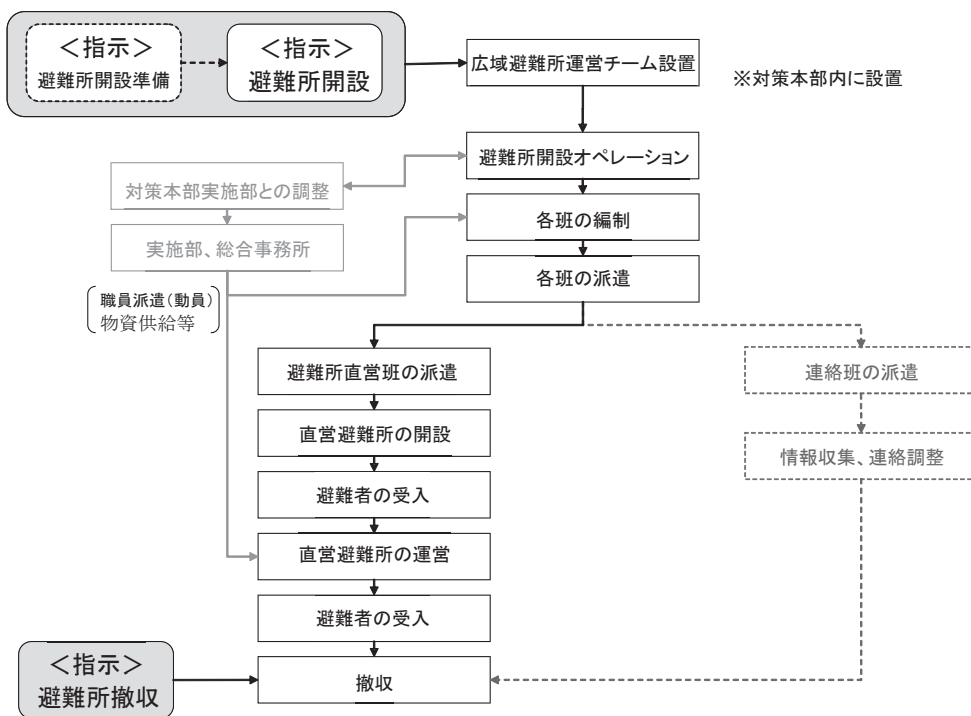 ＜指示＞
避難所開設準備
＜指示＞
避難所開設
広域避難所運営チーム設置
※対策本部内に設置
避難所開設オペレーション
対策本部実施部との調整
各班の編制
実施部、総合事務所
各班の派遣
職員派遣(動員)
物資供給等
避難所直営班の派遣
連絡班の派遣
直営避難所の開設
情報収集、連絡調整
避難者の受入
直営避難所の運営
避難者の受入
＜指示＞
避難所撤収
撤収